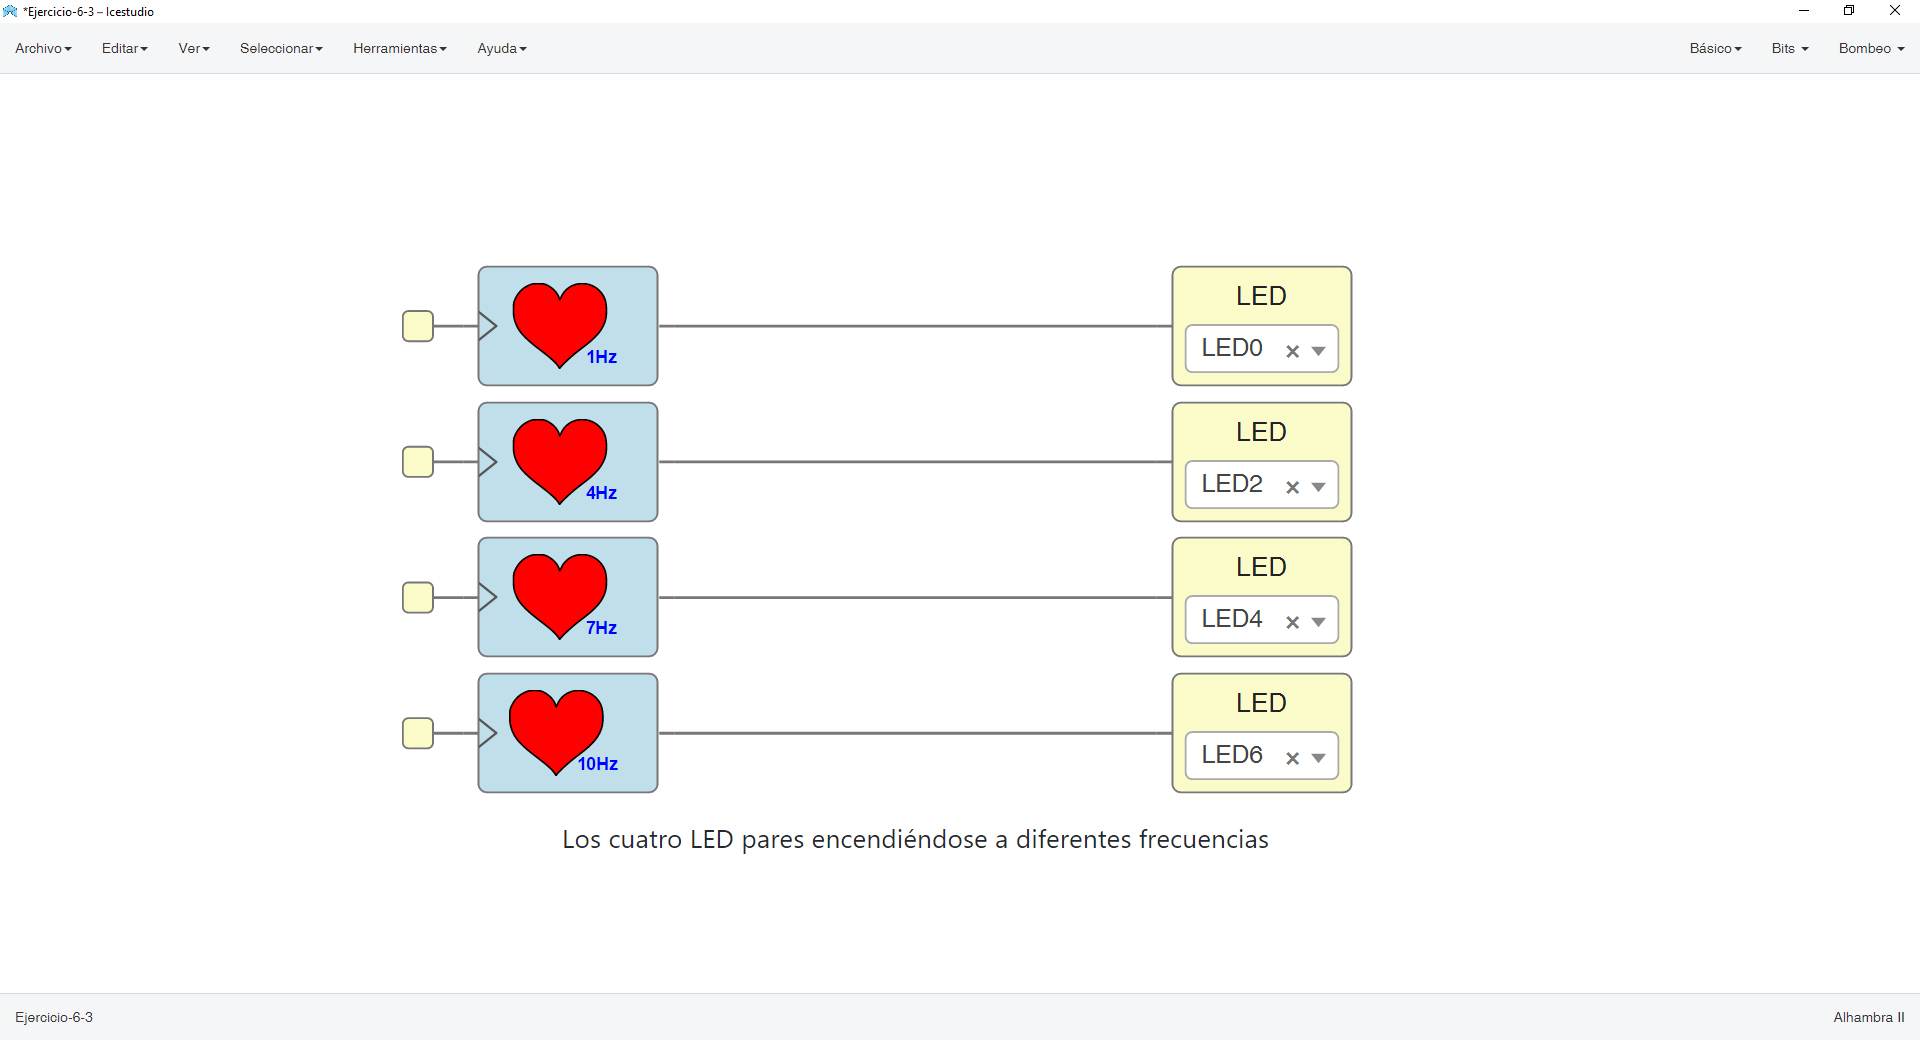 *Ejercicio-6-3 – Icestudio
Archivo Editar Ver Seleccionar Herramientas Ayuda Básico Bits Bombeo
1Hz
LED
LED0
4Hz
LED
LED2
7Hz
LED
LED4
10Hz
LED
LED6
Los cuatro LED pares encendiéndose a diferentes frecuencias
Ejercicio-6-3 Alhambra II